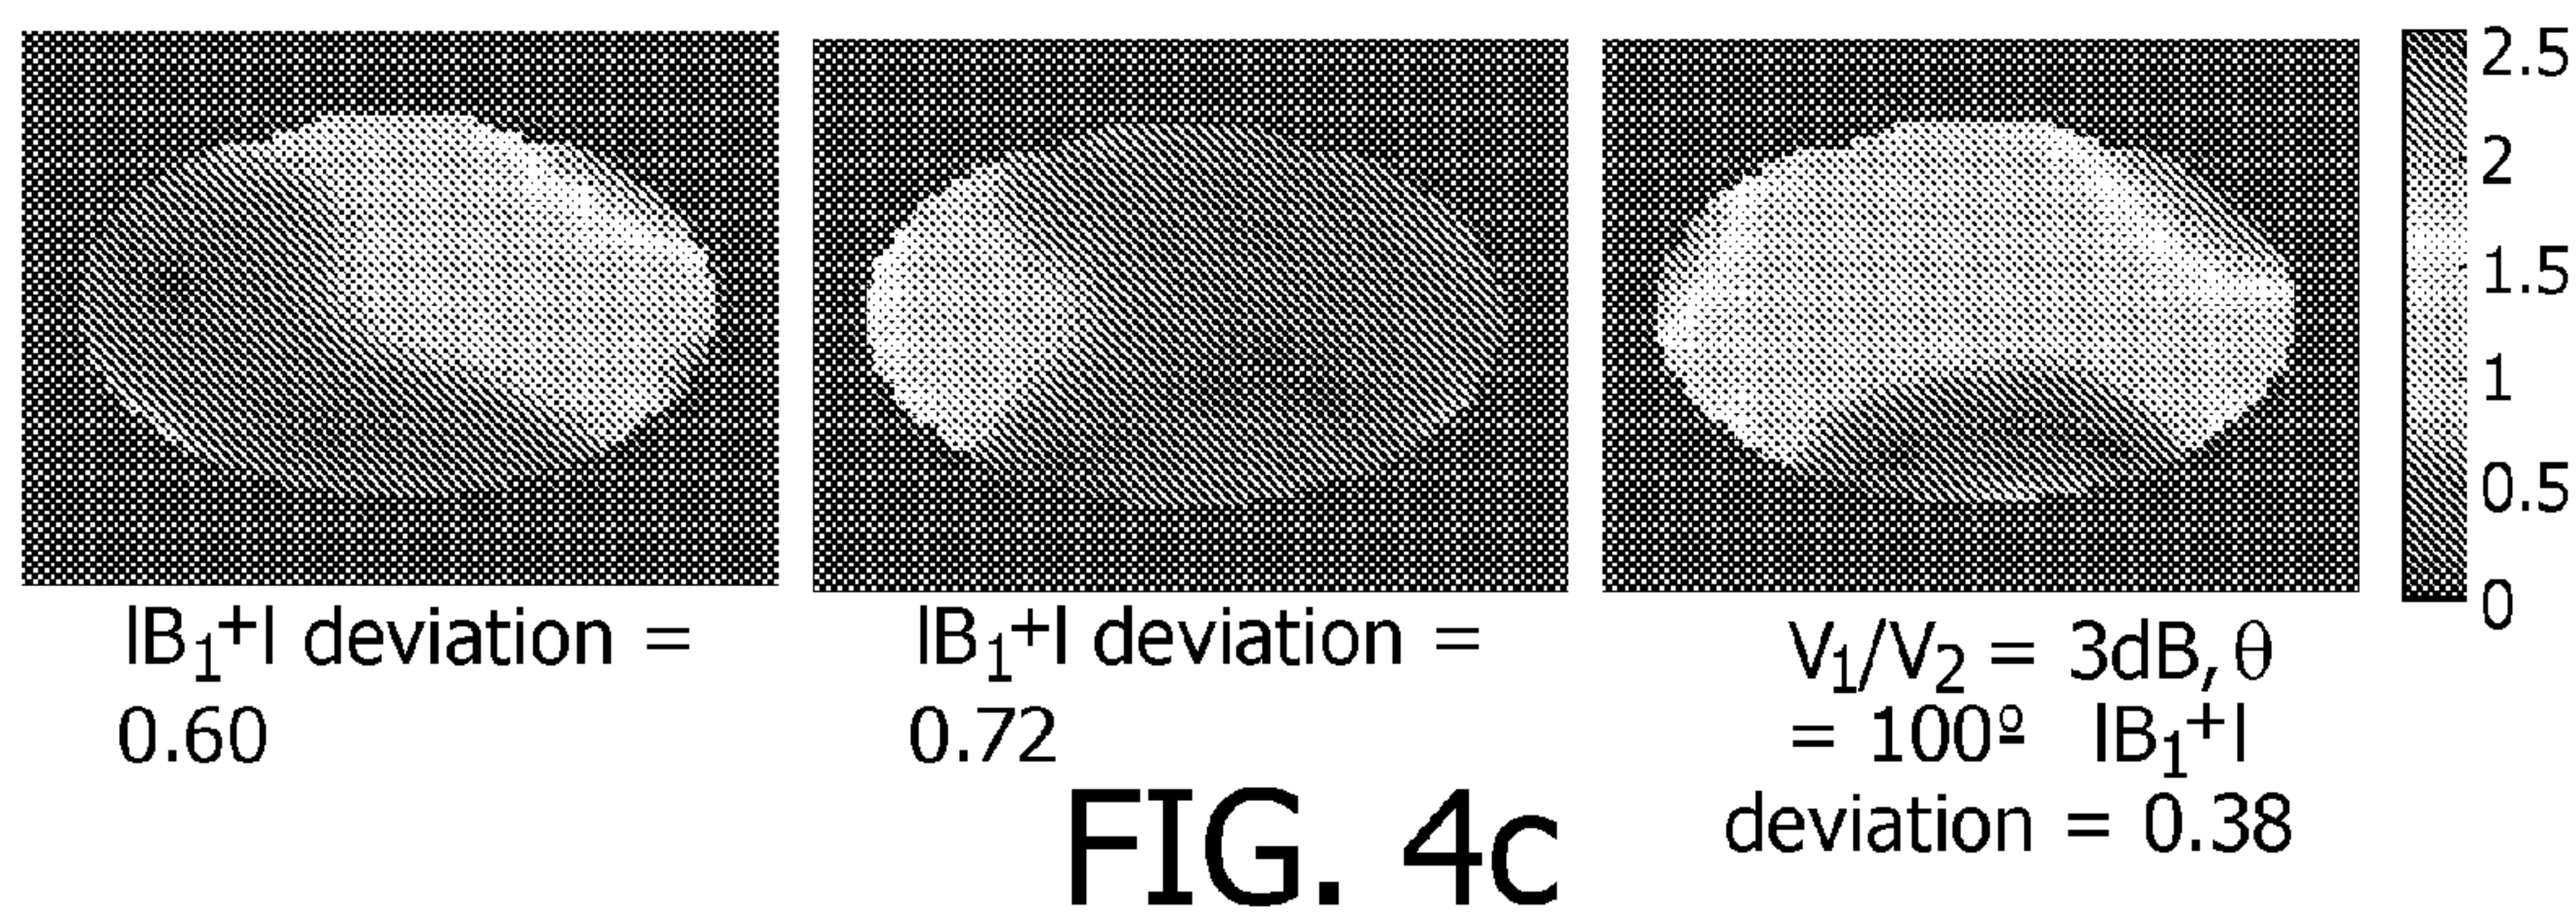 |B₁⁺| deviation =
0.60
|B₁⁺| deviation =
0.72
V₁/V₂ = 3dB, θ
= 100º |B₁⁺|
deviation = 0.38
2.5
2
1.5
1
0.5
0
FIG. 4c